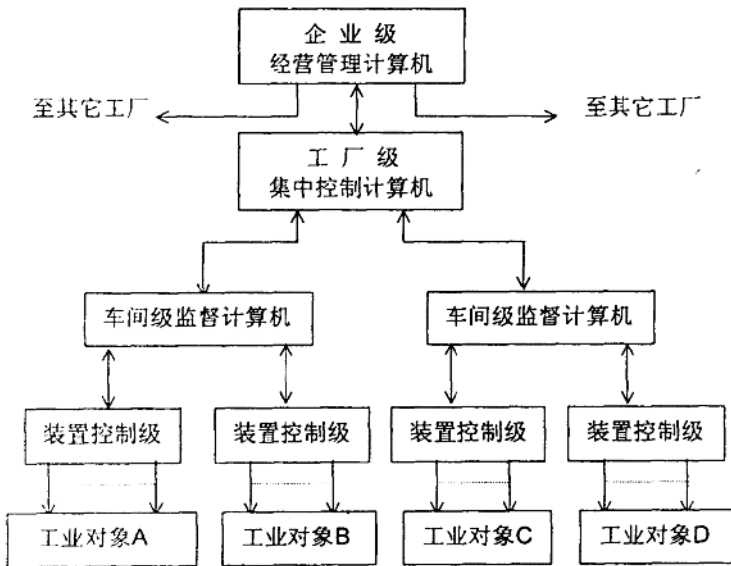 企业级
经营管理计算机
至其它工厂
至其它工厂
工厂级
集中控制计算机
车间级监督计算机
车间级监督计算机
装置控制级
装置控制级
装置控制级
装置控制级
工业对象A
工业对象B
工业对象C
工业对象D